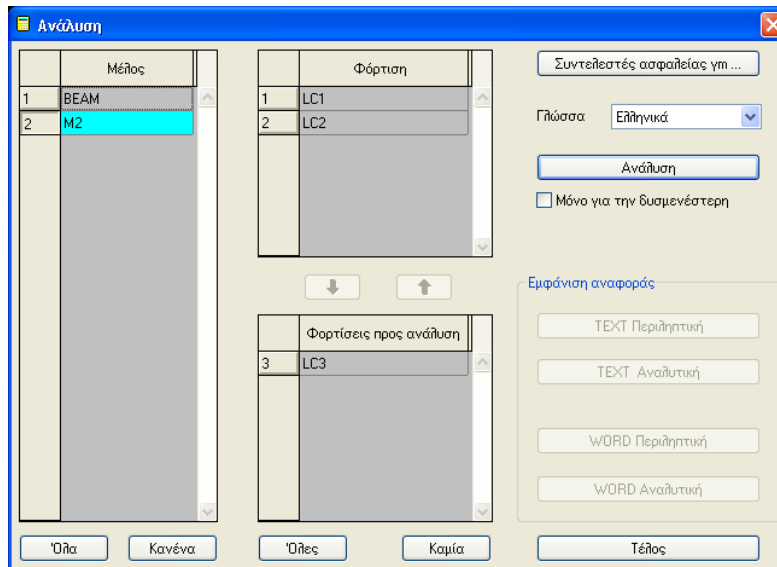 Ανάλυση
Μέλος
1 BEAM
2 M2
Όλα
Κανένα
Φόρτιση
1 LC1
2 LC2
Φορτίσεις προς ανάλυση
3 LC3
Όλες
Καμία
Συντελεστές ασφαλείας γm ...
Γλώσσα
Ελληνικά
Ανάλυση
Μόνο για την δυσμενέστερη
Εμφάνιση αναφοράς
TEXT Περιληπτική
TEXT Αναλυτική
WORD Περιληπτική
WORD Αναλυτική
Τέλος